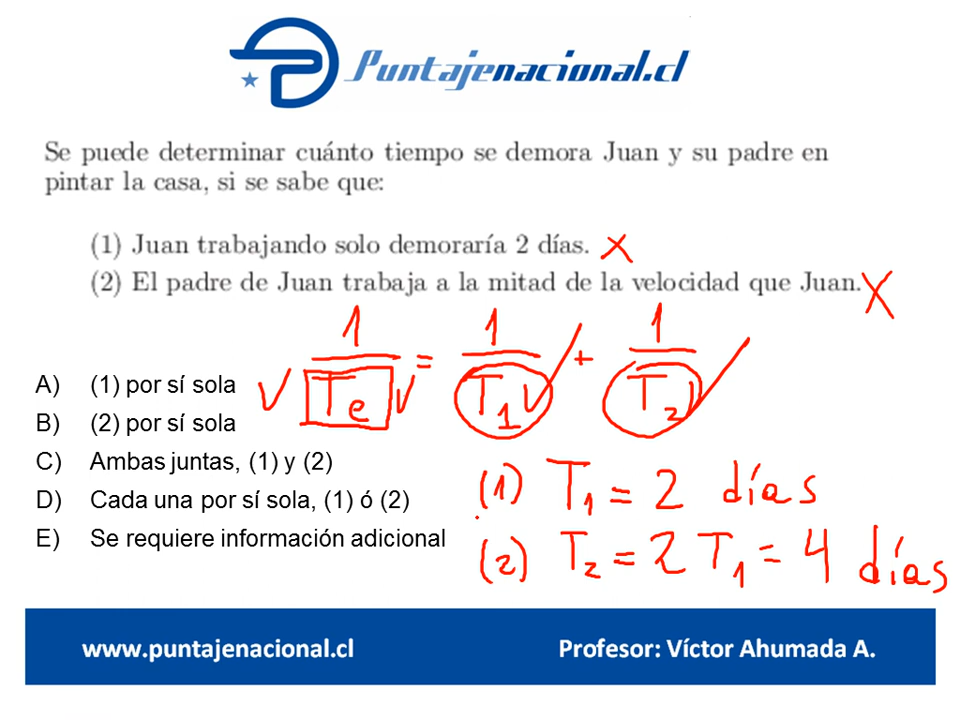 Puntajenacional.cl
Se puede determinar cuánto tiempo se demora Juan y su padre en
pintar la casa, si se sabe que:
(1) Juan trabajando solo demoraría 2 días. X
(2) El padre de Juan trabaja a la mitad de la velocidad que Juan. X
1/Te = 1/T1 + 1/T2
A) (1) por sí sola
B) (2) por sí sola
C) Ambas juntas, (1) y (2)
D) Cada una por sí sola, (1) ó (2)
E) Se requiere información adicional
(1) T1 = 2 días
(2) T2 = 2 T1 = 4 días
www.puntajenacional.cl Profesor: Víctor Ahumada A.